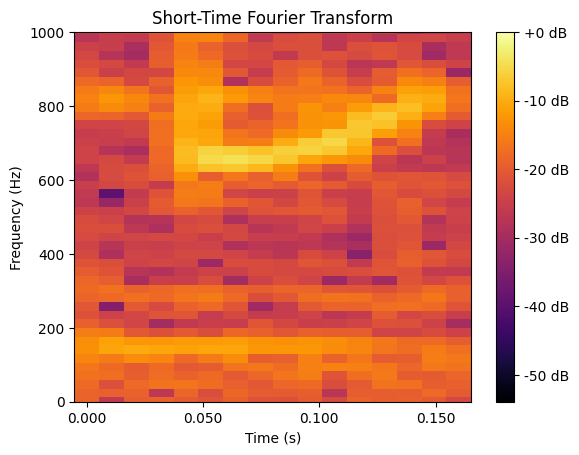 Short-Time Fourier Transform
Frequency (Hz)
1000
800
600
400
200
0
0.000
0.050
0.100
0.150
Time (s)
+0 dB
-10 dB
-20 dB
-30 dB
-40 dB
-50 dB